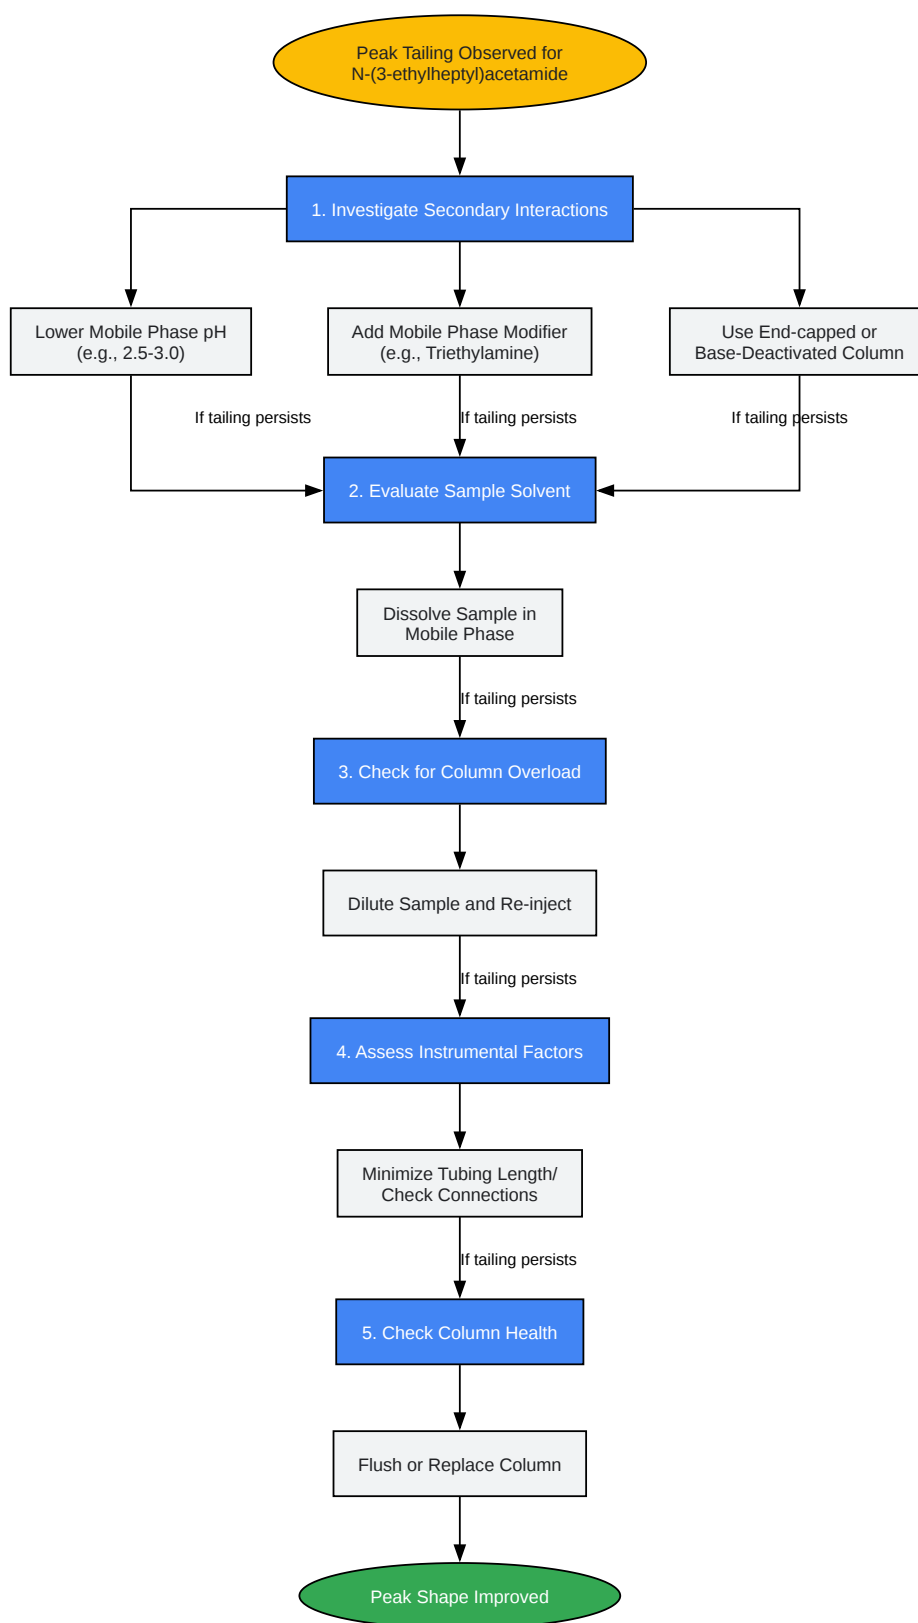 Peak Tailing Observed for
N-(3-ethylheptyl)acetamide
1. Investigate Secondary Interactions
Lower Mobile Phase pH
(e.g., 2.5-3.0)
Add Mobile Phase Modifier
(e.g., Triethylamine)
Use End-capped or
Base-Deactivated Column
If tailing persists
If tailing persists
If tailing persists
2. Evaluate Sample Solvent
Dissolve Sample in
Mobile Phase
If tailing persists
3. Check for Column Overload
Dilute Sample and Re-inject
If tailing persists
4. Assess Instrumental Factors
Minimize Tubing Length/
Check Connections
If tailing persists
5. Check Column Health
Flush or Replace Column
Peak Shape Improved